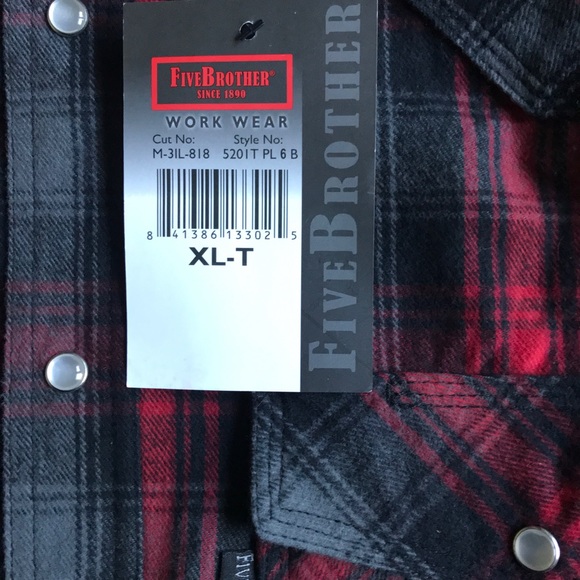 FIVEBROTHER®
SINCE 1890
WORK WEAR
Cut No: Style No:
M-3IL-818 5201T PL 6 B
8 41386 13302 5
XL-T
FIVEBROTHER
FIV